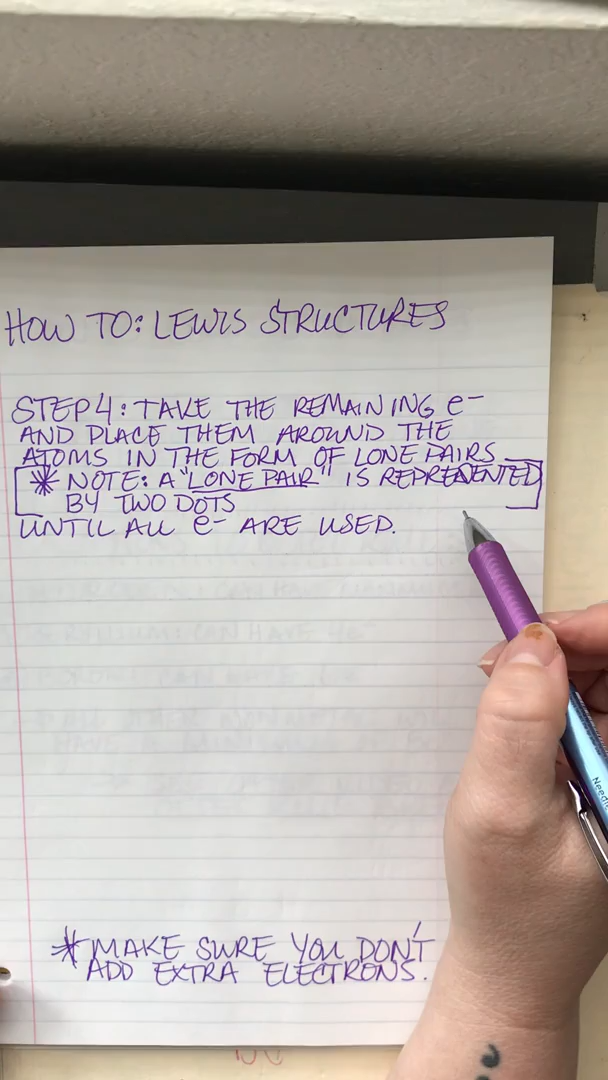 HOW TO: LEWIS STRUCTURES
STEP 4: TAKE THE REMAINING e-
AND PLACE THEM AROUND THE
ATOMS IN THE FORM OF LONE PAIRS
* NOTE: A "LONE PAIR" IS REPRESENTED
BY TWO DOTS
UNTIL ALL e- ARE USED.
Needl
* MAKE SURE YOU DON'T
ADD EXTRA ELECTRONS.